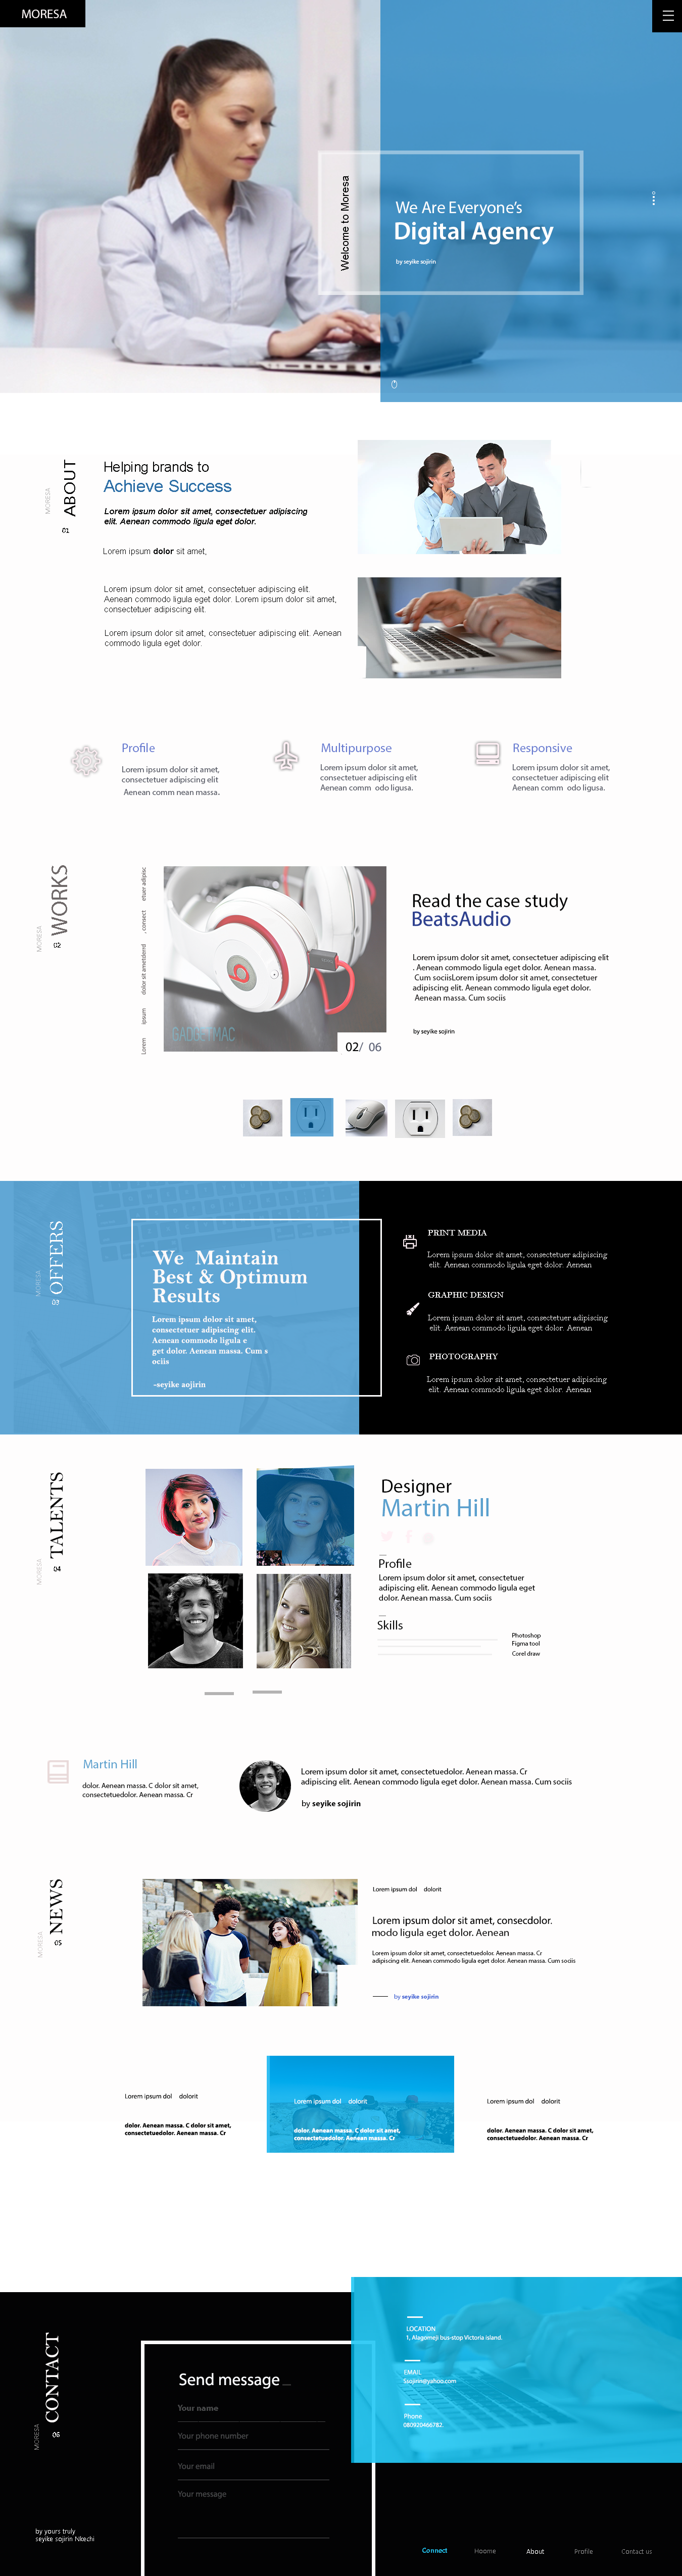 MORESA
Welcome to Moresa
We Are Everyone's
Digital Agency
by seyike sojirin
MORESA
ABOUT
01
Helping brands to
Achieve Success
Lorem ipsum dolor sit amet, consectetuer adipiscing
elit. Aenean commodo ligula eget dolor.
Lorem ipsum dolor sit amet,
Lorem ipsum dolor sit amet, consectetuer adipiscing elit.
Aenean commodo ligula eget dolor. Lorem ipsum dolor sit amet,
consectetuer adipiscing elit.
Lorem ipsum dolor sit amet, consectetuer adipiscing elit. Aenean
commodo ligula eget dolor.
Profile
Lorem ipsum dolor sit amet,
consectetuer adipiscing elit
Aenean comm nean massa.
Multipurpose
Lorem ipsum dolor sit amet,
consectetuer adipiscing elit
Aenean comm odo ligusa.
Responsive
Lorem ipsum dolor sit amet,
consectetuer adipiscing elit
Aenean comm odo ligusa.
MORESA
WORKS
02
Lorem ipsum dolor sit ametdemil , consect etuer adipisc
GADGETMAC
02/ 06
Read the case study
BeatsAudio
Lorem ipsum dolor sit amet, consectetuer adipiscing elit
. Aenean commodo ligula eget dolor. Aenean massa.
Cum sociisLorem ipsum dolor sit amet, consectetuer
adipiscing elit. Aenean commodo ligula eget dolor.
Aenean massa. Cum sociis
by seyike sojirin
MORESA
OFFERS
03
We Maintain
Best & Optimum
Results
Lorem ipsum dolor sit amet,
consectetuer adipiscing elit.
Aenean commodo ligula e
get dolor. Aenean massa. Cum s
ociis
-seyike aojirin
PRINT MEDIA
Lorem ipsum dolor sit amet, consectetuer adipiscing
elit. Aenean commodo ligula eget dolor. Aenean
GRAPHIC DESIGN
Lorem ipsum dolor sit amet, consectetuer adipiscing
elit. Aenean commodo ligula eget dolor. Aenean
PHOTOGRAPHY
Lorem ipsum dolor sit amet, consectetuer adipiscing
elit. Aenean commodo ligula eget dolor. Aenean
MORESA
TALENTS
04
Designer
Martin Hill
Profile
Lorem ipsum dolor sit amet, consectetuer
adipiscing elit. Aenean commodo ligula eget
dolor. Aenean massa. Cum sociis
Skills
Photoshop
Figma tool
Corel draw
Martin Hill
dolor. Aenean massa. C dolor sit amet,
consectetuedolor. Aenean massa. Cr
Lorem ipsum dolor sit amet, consectetuedolor. Aenean massa. Cr
adipiscing elit. Aenean commodo ligula eget dolor. Aenean massa. Cum sociis
by seyike sojirin
MORESA
NEWS
05
Lorem ipsum dol dolorit
Lorem ipsum dolor sit amet, consecdolor.
modo ligula eget dolor. Aenean
Lorem ipsum dolor sit amet, consectetuedolor. Aenean massa. Cr
adipiscing elit. Aenean commodo ligula eget dolor. Aenean massa. Cum sociis
by seyike sojirin
Lorem ipsum dol dolorit
dolor. Aenean massa. C dolor sit amet,
consectetuedolor. Aenean massa. Cr
Lorem ipsum dol dolorit
dolor. Aenean massa. C dolor sit amet,
consectetuedolor. Aenean massa. Cr
Lorem ipsum dol dolorit
dolor. Aenean massa. C dolor sit amet,
consectetuedolor. Aenean massa. Cr
MORESA
CONTACT
06
Send message _
Your name
Your phone number
Your email
Your message
LOCATION
1, Alagomeji bus-stop Victoria island.
EMAIL
Ssojirin@yahoo.com
Phone
080920466782.
by yours truly
seyike sojirin Nkechi
Connect
Hoome
About
Profile
Contact us